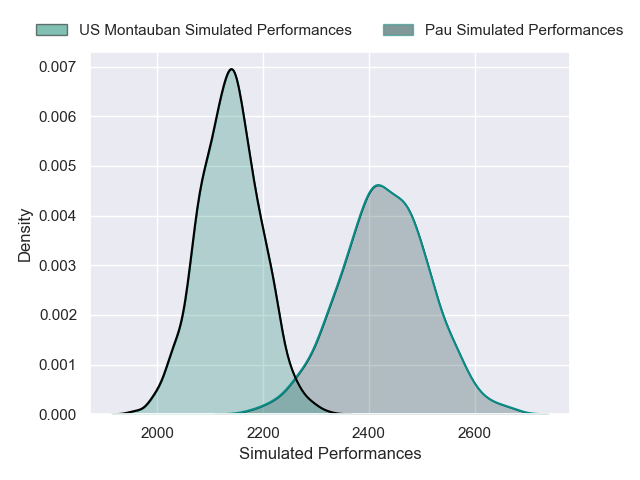 US Montauban Simulated Performances Pau Simulated Performances
0.007
0.006
0.005
0.004
0.003
0.002
0.001
0.000
Density
2000 2200 2400 2600
Simulated Performances